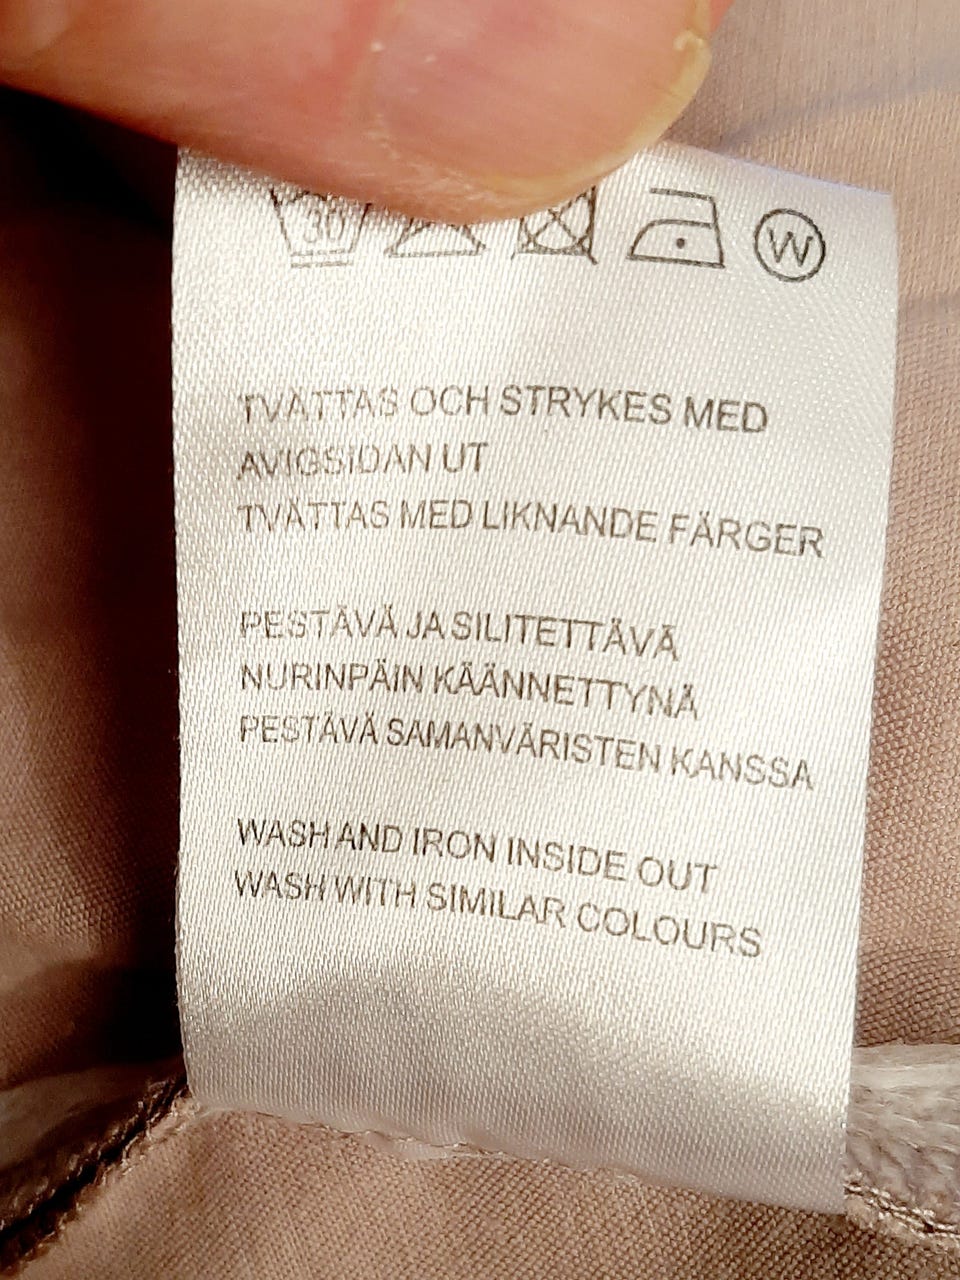 30
W
TVÄTTAS OCH STRYKES MED
AVIGSIDAN UT
TVÄTTAS MED LIKNANDE FÄRGER
PESTÄVÄ JA SILITETTÄVÄ
NURINPÄIN KÄÄNNETTYNÄ
PESTÄVÄ SAMANVÄRISTEN KANSSA
WASH AND IRON INSIDE OUT
WASH WITH SIMILAR COLOURS